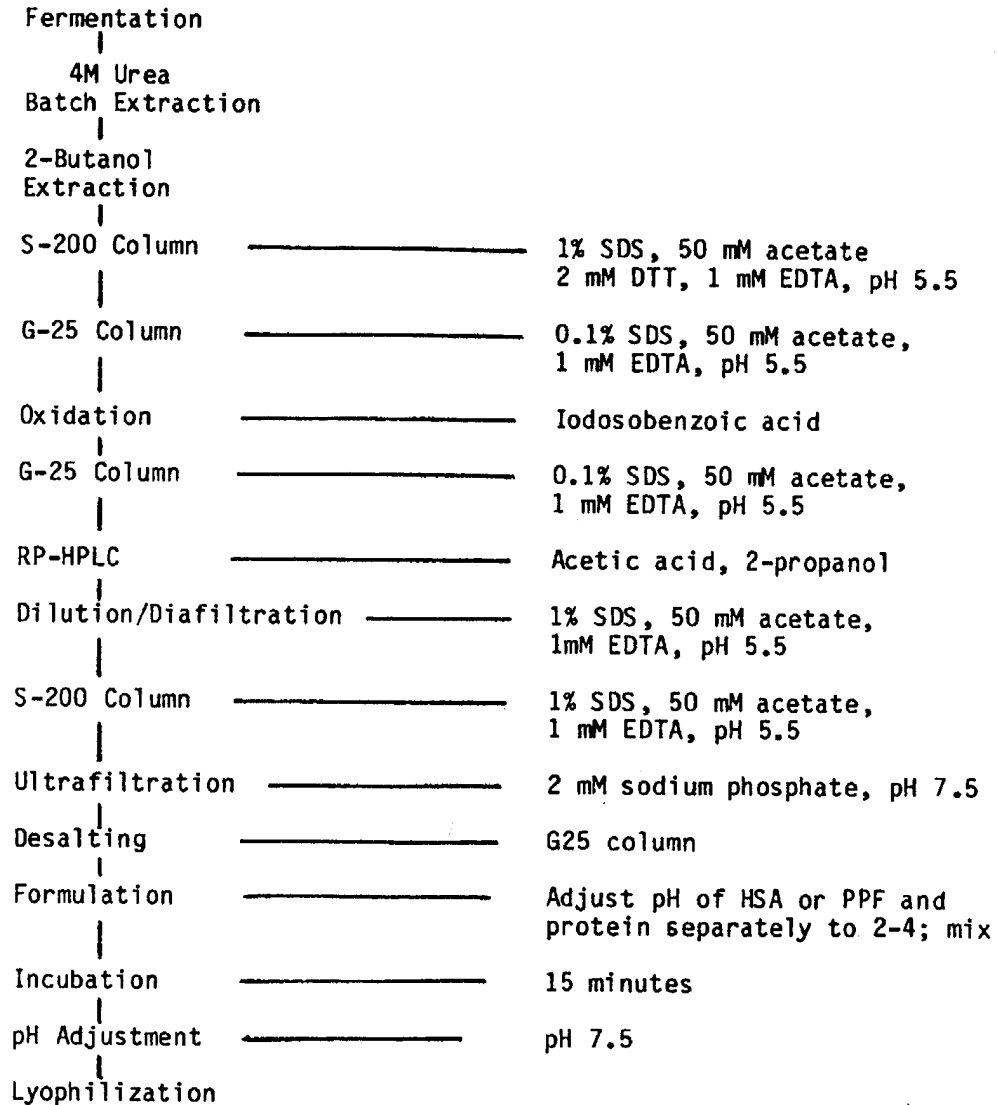 Fermentation
4M Urea
Batch Extraction
2-Butanol
Extraction
S-200 Column
1% SDS, 50 mM acetate
2 mM DTT, 1 mM EDTA, pH 5.5
G-25 Column
0.1% SDS, 50 mM acetate,
1 mM EDTA, pH 5.5
Oxidation
Iodosobenzoic acid
G-25 Column
0.1% SDS, 50 mM acetate,
1 mM EDTA, pH 5.5
RP-HPLC
Acetic acid, 2-propanol
Dilution/Diafiltration
1% SDS, 50 mM acetate,
1mM EDTA, pH 5.5
S-200 Column
1% SDS, 50 mM acetate,
1 mM EDTA, pH 5.5
Ultrafiltration
2 mM sodium phosphate, pH 7.5
Desalting
G25 column
Formulation
Adjust pH of HSA or PPF and
protein separately to 2-4; mix
Incubation
15 minutes
pH Adjustment
pH 7.5
Lyophilization